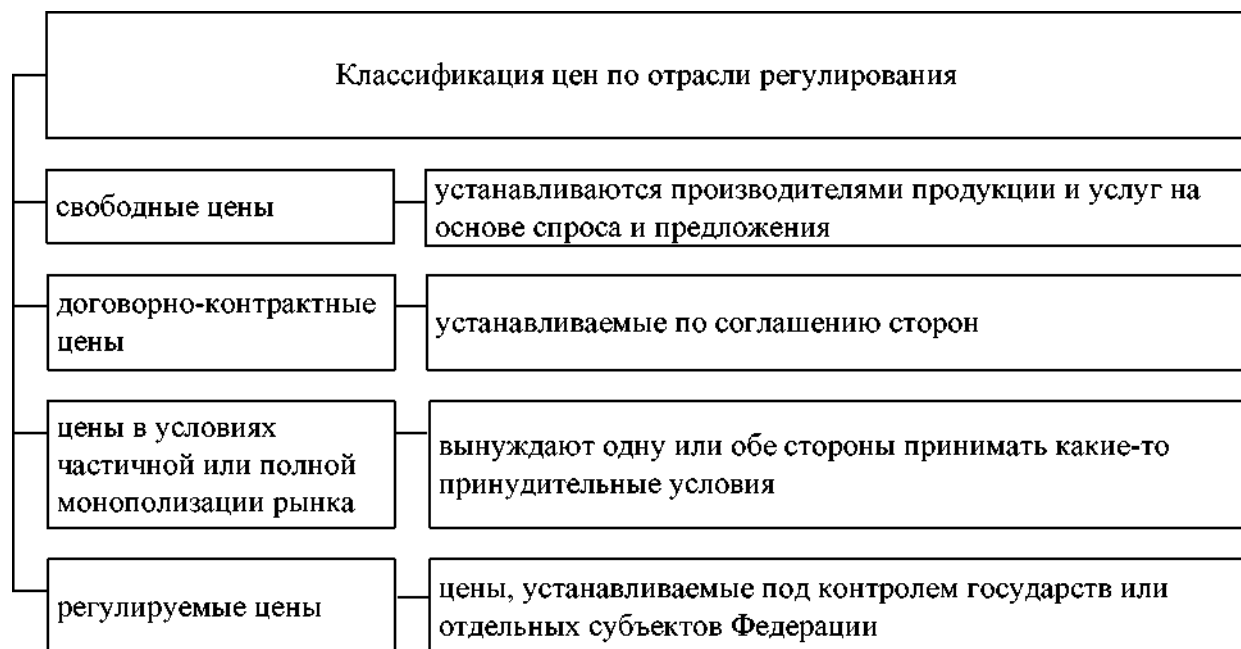 Классификация цен по отрасли регулирования
свободные цены
устанавливаются производителями продукции и услуг на
основе спроса и предложения
договорно-контрактные
цены
устанавливаемые по соглашению сторон
цены в условиях
частичной или полной
монополизации рынка
вынуждают одну или обе стороны принимать какие-то
принудительные условия
регулируемые цены
цены, устанавливаемые под контролем государств или
отдельных субъектов Федерации